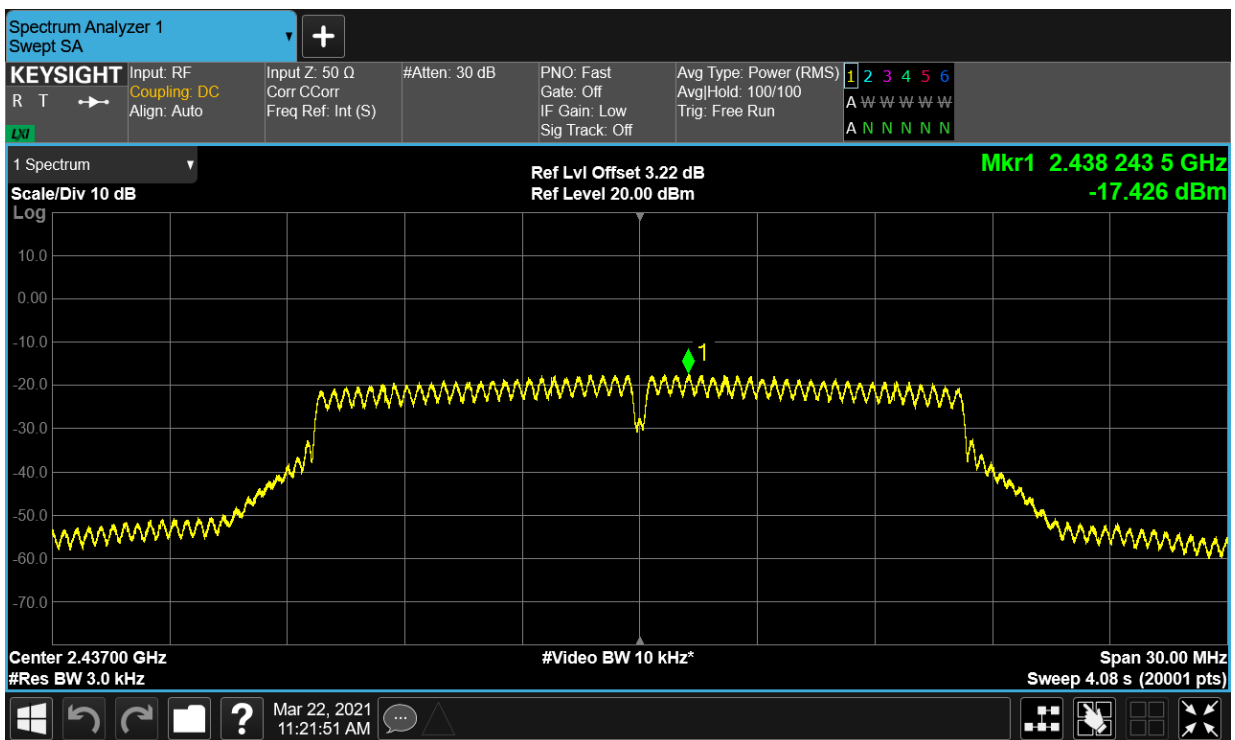 Spectrum Analyzer 1
Swept SA
KEYSIGHT
R T
LXI
Input: RF
Coupling: DC
Align: Auto
Input Z: 50 Ω
Corr CCorr
Freq Ref: Int (S)
#Atten: 30 dB
PNO: Fast
Gate: Off
IF Gain: Low
Sig Track: Off
Avg Type: Power (RMS)
Avg|Hold: 100/100
Trig: Free Run
1 2 3 4 5 6
A W W W W W
A N N N N N
1 Spectrum
Scale/Div 10 dB
Log
Ref Lvl Offset 3.22 dB
Ref Level 20.00 dBm
Mkr1 2.438 243 5 GHz
-17.426 dBm
10.0
0.00
-10.0
1
-20.0
-30.0
-40.0
-50.0
-60.0
-70.0
Center 2.43700 GHz
#Res BW 3.0 kHz
#Video BW 10 kHz*
Span 30.00 MHz
Sweep 4.08 s (20001 pts)
?
Mar 22, 2021
11:21:51 AM